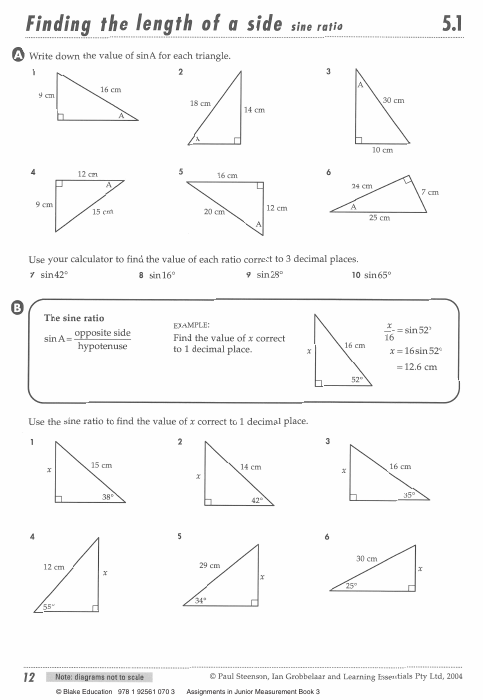 Finding the length of a side sine ratio 5.1
A Write down the value of sinA for each triangle.
1 2 3
9 cm 16 cm A
18 cm 14 cm A
A 30 cm 10 cm
4 5 6
12 cm A 9 cm 15 cm
16 cm 20 cm 12 cm A
24 cm 7 cm A 25 cm
Use your calculator to find the value of each ratio correct to 3 decimal places.
7 sin42° 8 sin16° 9 sin28° 10 sin65°
B
The sine ratio
sinA = opposite side
hypotenuse
EXAMPLE:
Find the value of x correct
to 1 decimal place.
x 16 cm 52°
x/16 = sin52°
x = 16sin52°
= 12.6 cm
Use the sine ratio to find the value of x correct to 1 decimal place.
1 2 3
x 15 cm 38°
x 14 cm 42°
x 16 cm 35°
4 5 6
12 cm x 55°
29 cm x 34°
30 cm x 25°
12 Note: diagrams not to scale © Paul Steenson, Ian Grobbelaar and Learning Essentials Pty Ltd, 2004
© Blake Education 978 1 92561 070 3 Assignments in Junior Measurement Book 3